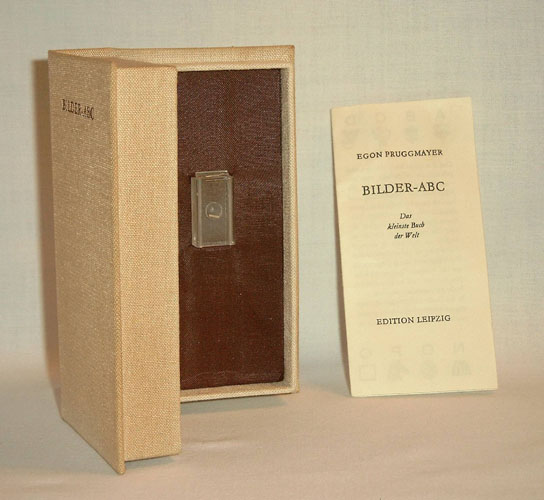 BILDER-ABC
EGON PRUGGMAYER
BILDER-ABC
Das
kleinste Buch
der Welt
EDITION LEIPZIG